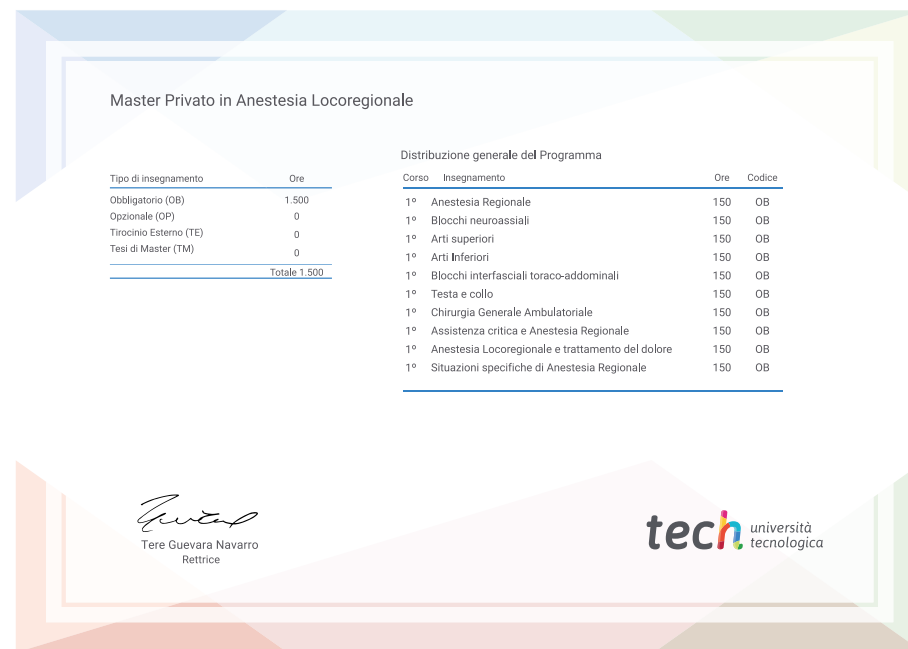 Master Privato in Anestesia Locoregionale
Tipo di insegnamento Ore
Obbligatorio (OB) 1.500
Opzionale (OP) 0
Tirocinio Esterno (TE) 0
Tesi di Master (TM) 0
Totale 1.500
Distribuzione generale del Programma
Corso Insegnamento Ore Codice
1º Anestesia Regionale 150 OB
1º Blocchi neuroassiali 150 OB
1º Arti superiori 150 OB
1º Arti Inferiori 150 OB
1º Blocchi interfasciali toraco-addominali 150 OB
1º Testa e collo 150 OB
1º Chirurgia Generale Ambulatoriale 150 OB
1º Assistenza critica e Anestesia Regionale 150 OB
1º Anestesia Locoregionale e trattamento del dolore 150 OB
1º Situazioni specifiche di Anestesia Regionale 150 OB
Tere Guevara Navarro
Rettrice
tech università
tecnologica